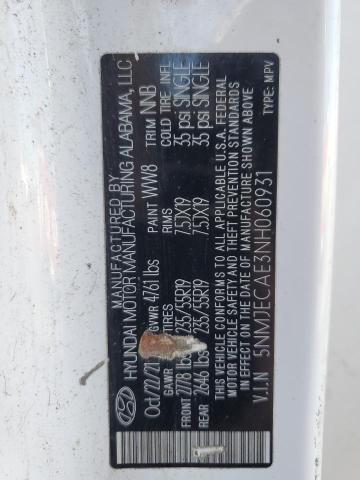 MANUFACTURED BY
HYUNDAI MOTOR MANUFACTURING ALABAMA, LLC
Oct/22/21 GVWR 4761 lbs PAINT WW8 TRIM NNB
GAWR TIRES RIMS COLD TIRE INFL
FRONT 2778 lbs 235/55R19 7.5JX19 35 psi SINGLE
REAR 2646 lbs 235/55R19 7.5JX19 35 psi SINGLE
THIS VEHICLE CONFORMS TO ALL APPLICABLE U.S.A. FEDERAL
MOTOR VEHICLE SAFETY, BUMPER, AND THEFT PREVENTION STANDARDS
IN EFFECT ON THE DATE OF MANUFACTURE SHOWN ABOVE
V.I.N 5NMJECAE3NH060931 TYPE: MPV